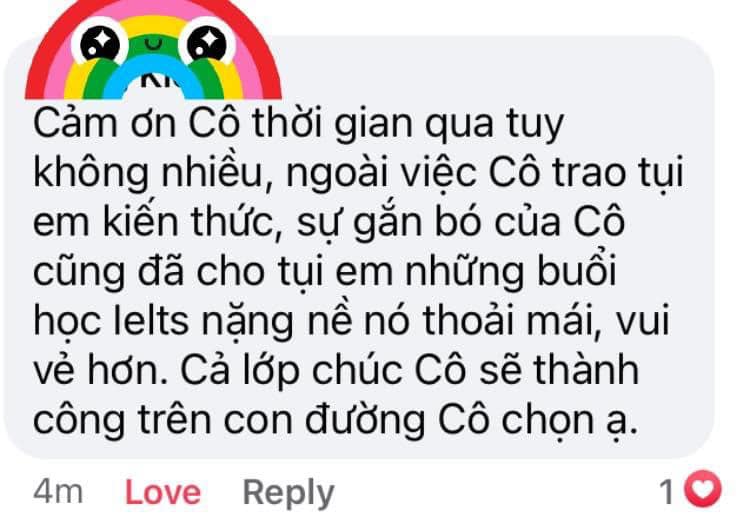 Cảm ơn Cô thời gian qua tuy
không nhiều, ngoài việc Cô trao tụi
em kiến thức, sự gắn bó của Cô
cũng đã cho tụi em những buổi
học Ielts nặng nề nó thoải mái, vui
vẻ hơn. Cả lớp chúc Cô sẽ thành
công trên con đường Cô chọn ạ.
4m Love Reply 1